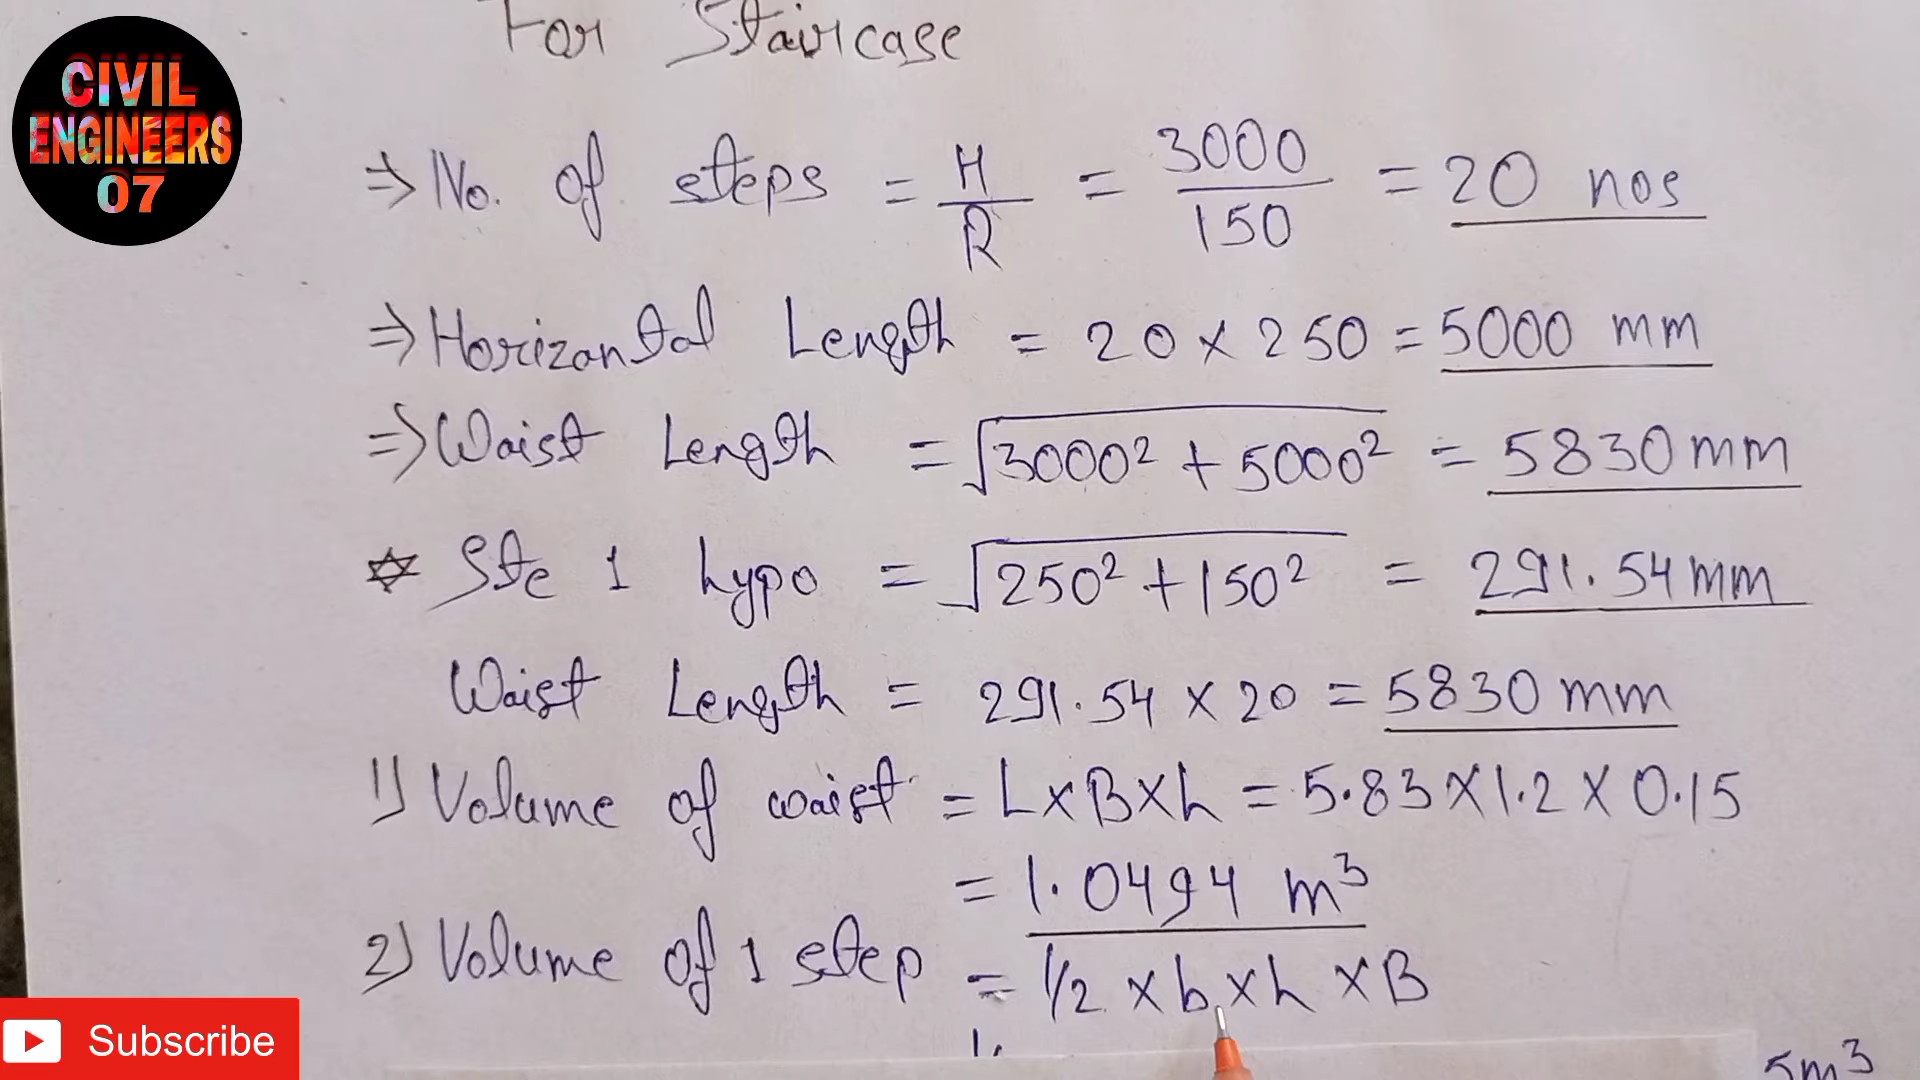 For Staircase
CIVIL
ENGINEERS
07
⇒ No. of steps = H/R = 3000/150 = 20 nos
⇒ Horizantal Length = 20 × 250 = 5000 mm
⇒ Waist Length = √3000² + 5000² = 5830 mm
✡ Ste 1 hypo = √250² + 150² = 291.54 mm
Waist Length = 291.54 × 20 = 5830 mm
1) Volume of waist = L×B×h = 5.83 × 1.2 × 0.15
= 1.0494 m³
2) Volume of 1 step = 1/2 × b × h × B
5m³
Subscribe